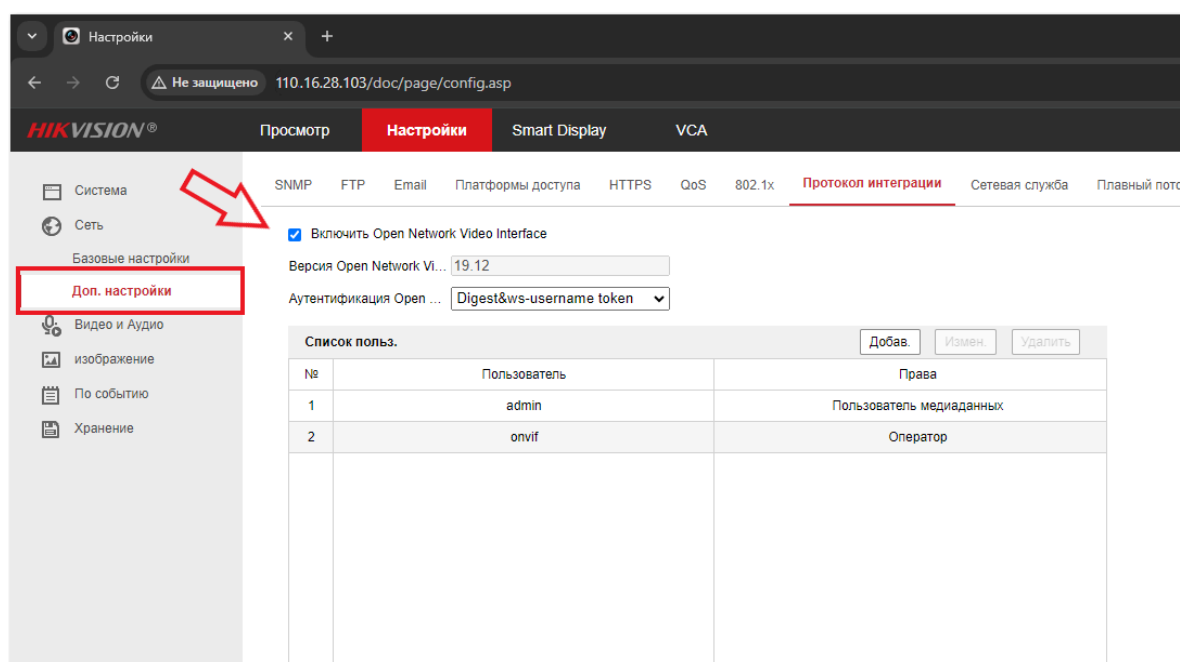 Настройки
Не защищено 110.16.28.103/doc/page/config.asp
HIKVISION® Просмотр Настройки Smart Display VCA
Система
Сеть
Базовые настройки
Доп. настройки
Видео и Аудио
изображение
По событию
Хранение
SNMP FTP Email Платформы доступа HTTPS QoS 802.1x Протокол интеграции Сетевая служба Плавный пото
Включить Open Network Video Interface
Версия Open Network Vi... 19.12
Аутентификация Open ... Digest&ws-username token
Список польз. Добав. Измен. Удалить
№ Пользователь Права
1 admin Пользователь медиаданных
2 onvif Оператор